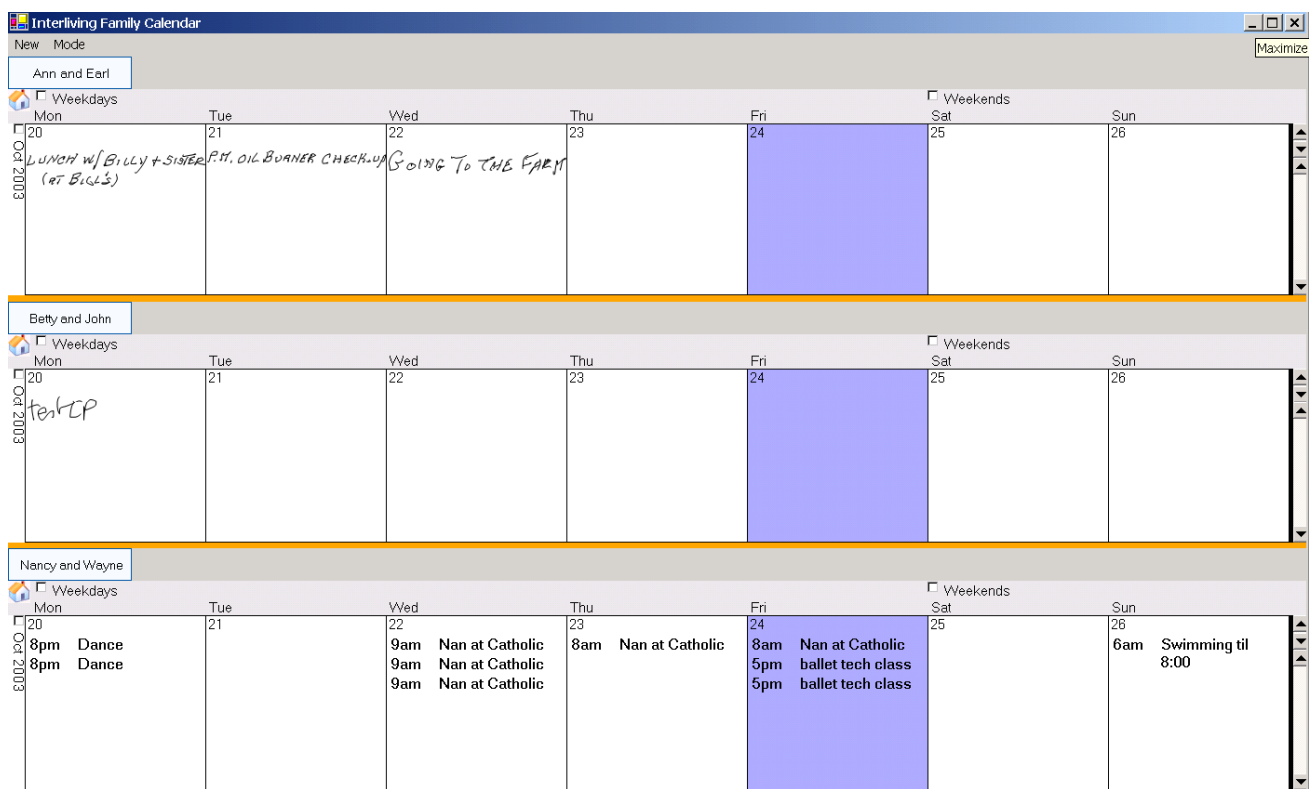 Interliving Family Calendar
New Mode
Maximize
Ann and Earl
Weekdays Weekends
Mon Tue Wed Thu Fri Sat Sun
20 21 22 23 24 25 26
Oct 2003
LUNCH W/ BILLY + SISTER P.M. OIL BURNER CHECK-UP GOING TO THE FARM
(AT BILL'S)
Betty and John
Weekdays Weekends
Mon Tue Wed Thu Fri Sat Sun
20 21 22 23 24 25 26
Oct 2003
test IP
Nancy and Wayne
Weekdays Weekends
Mon Tue Wed Thu Fri Sat Sun
20 21 22 23 24 25 26
Oct 2003
8pm Dance 9am Nan at Catholic 8am Nan at Catholic 8am Nan at Catholic 6am Swimming til
8pm Dance 9am Nan at Catholic 5pm ballet tech class 8:00
9am Nan at Catholic 5pm ballet tech class